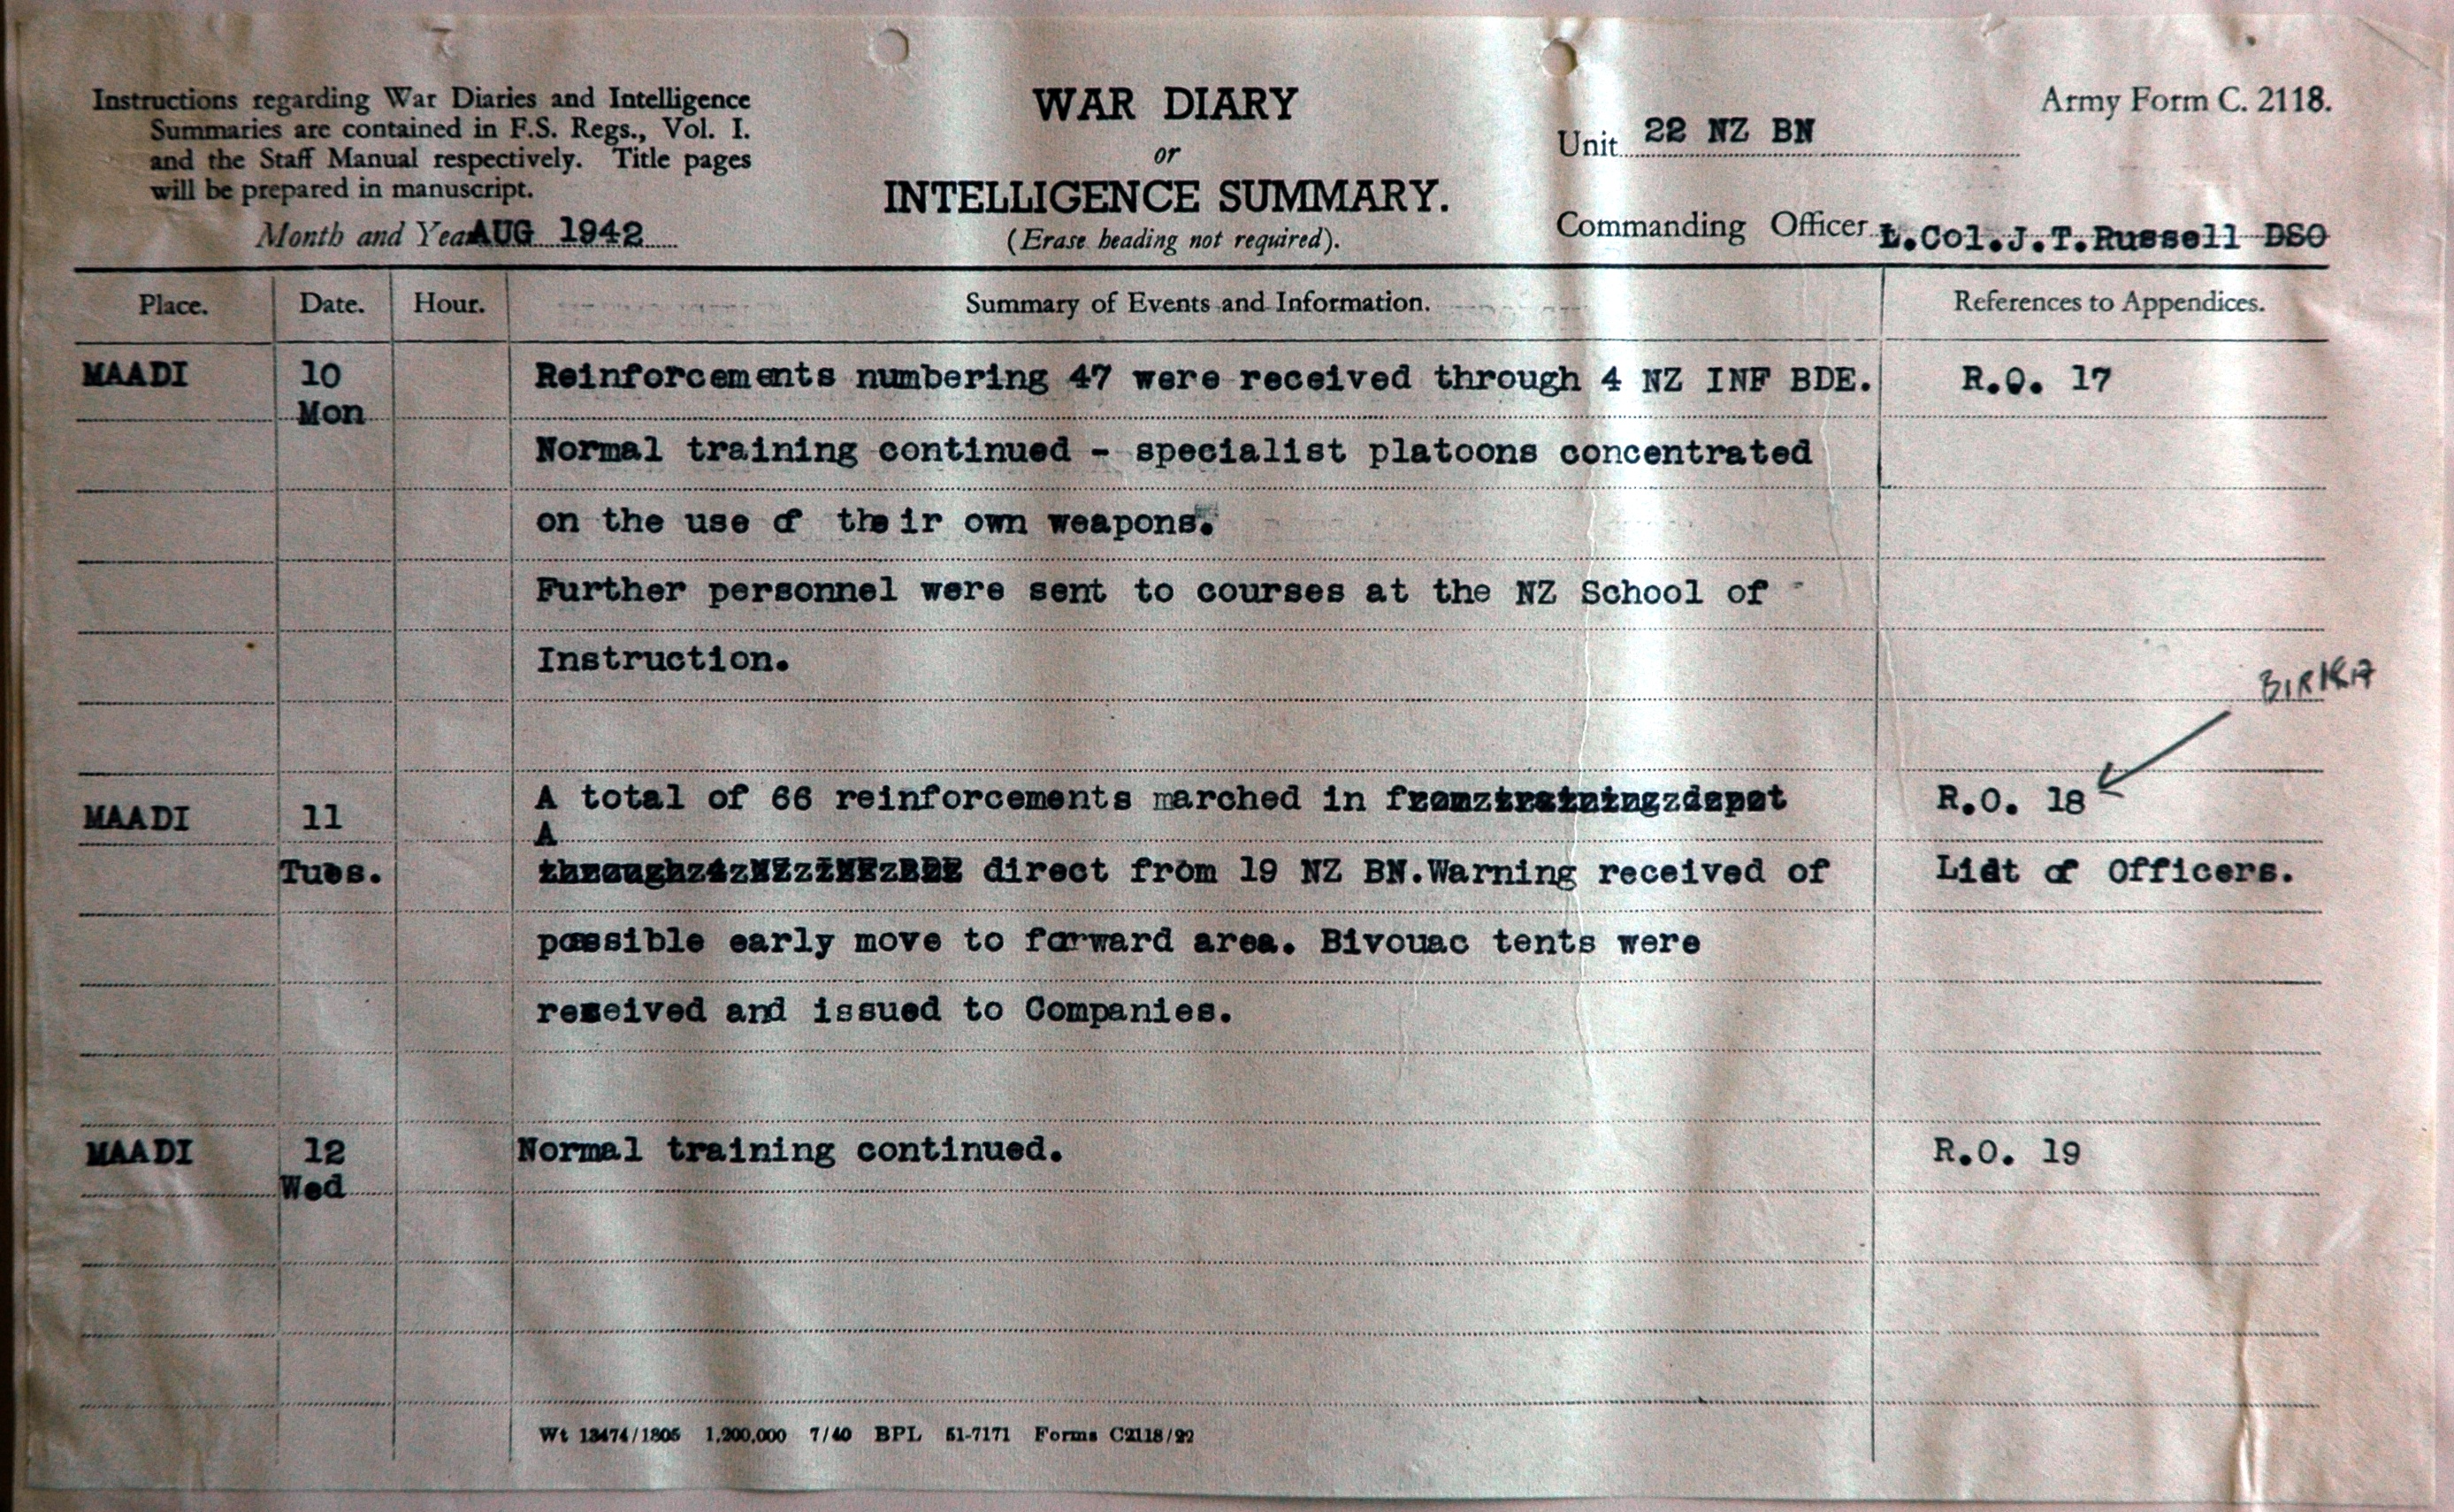 Instructions regarding War Diaries and Intelligence
Summaries are contained in F.S. Regs., Vol. I.
and the Staff Manual respectively. Title pages
will be prepared in manuscript.
Month and Year AUG 1942
WAR DIARY
or
INTELLIGENCE SUMMARY.
(Erase heading not required).
Army Form C. 2118.
Unit 22 NZ BN
Commanding Officer L.Col.J.T.Russell DSO
Place. Date. Hour. Summary of Events and Information. References to Appendices.
MAADI 10 Reinforcements numbering 47 were received through 4 NZ INF BDE. R.O. 17
Mon
Normal training continued - specialist platoons concentrated
on the use of their own weapons.
Further personnel were sent to courses at the NZ School of
Instruction.
BIRKA
MAADI 11 A total of 66 reinforcements marched in fromztrainingzdepot R.O. 18
A
Tues. throughz4zNZzINFzBDE direct from 19 NZ BN.Warning received of Lidt of Officers.
possible early move to forward area. Bivouac tents were
received and issued to Companies.
MAADI 12 Normal training continued. R.O. 19
Wed
Wt 13474/1805 1,200,000 7/40 BPL 51-7171 Forms C2118/22